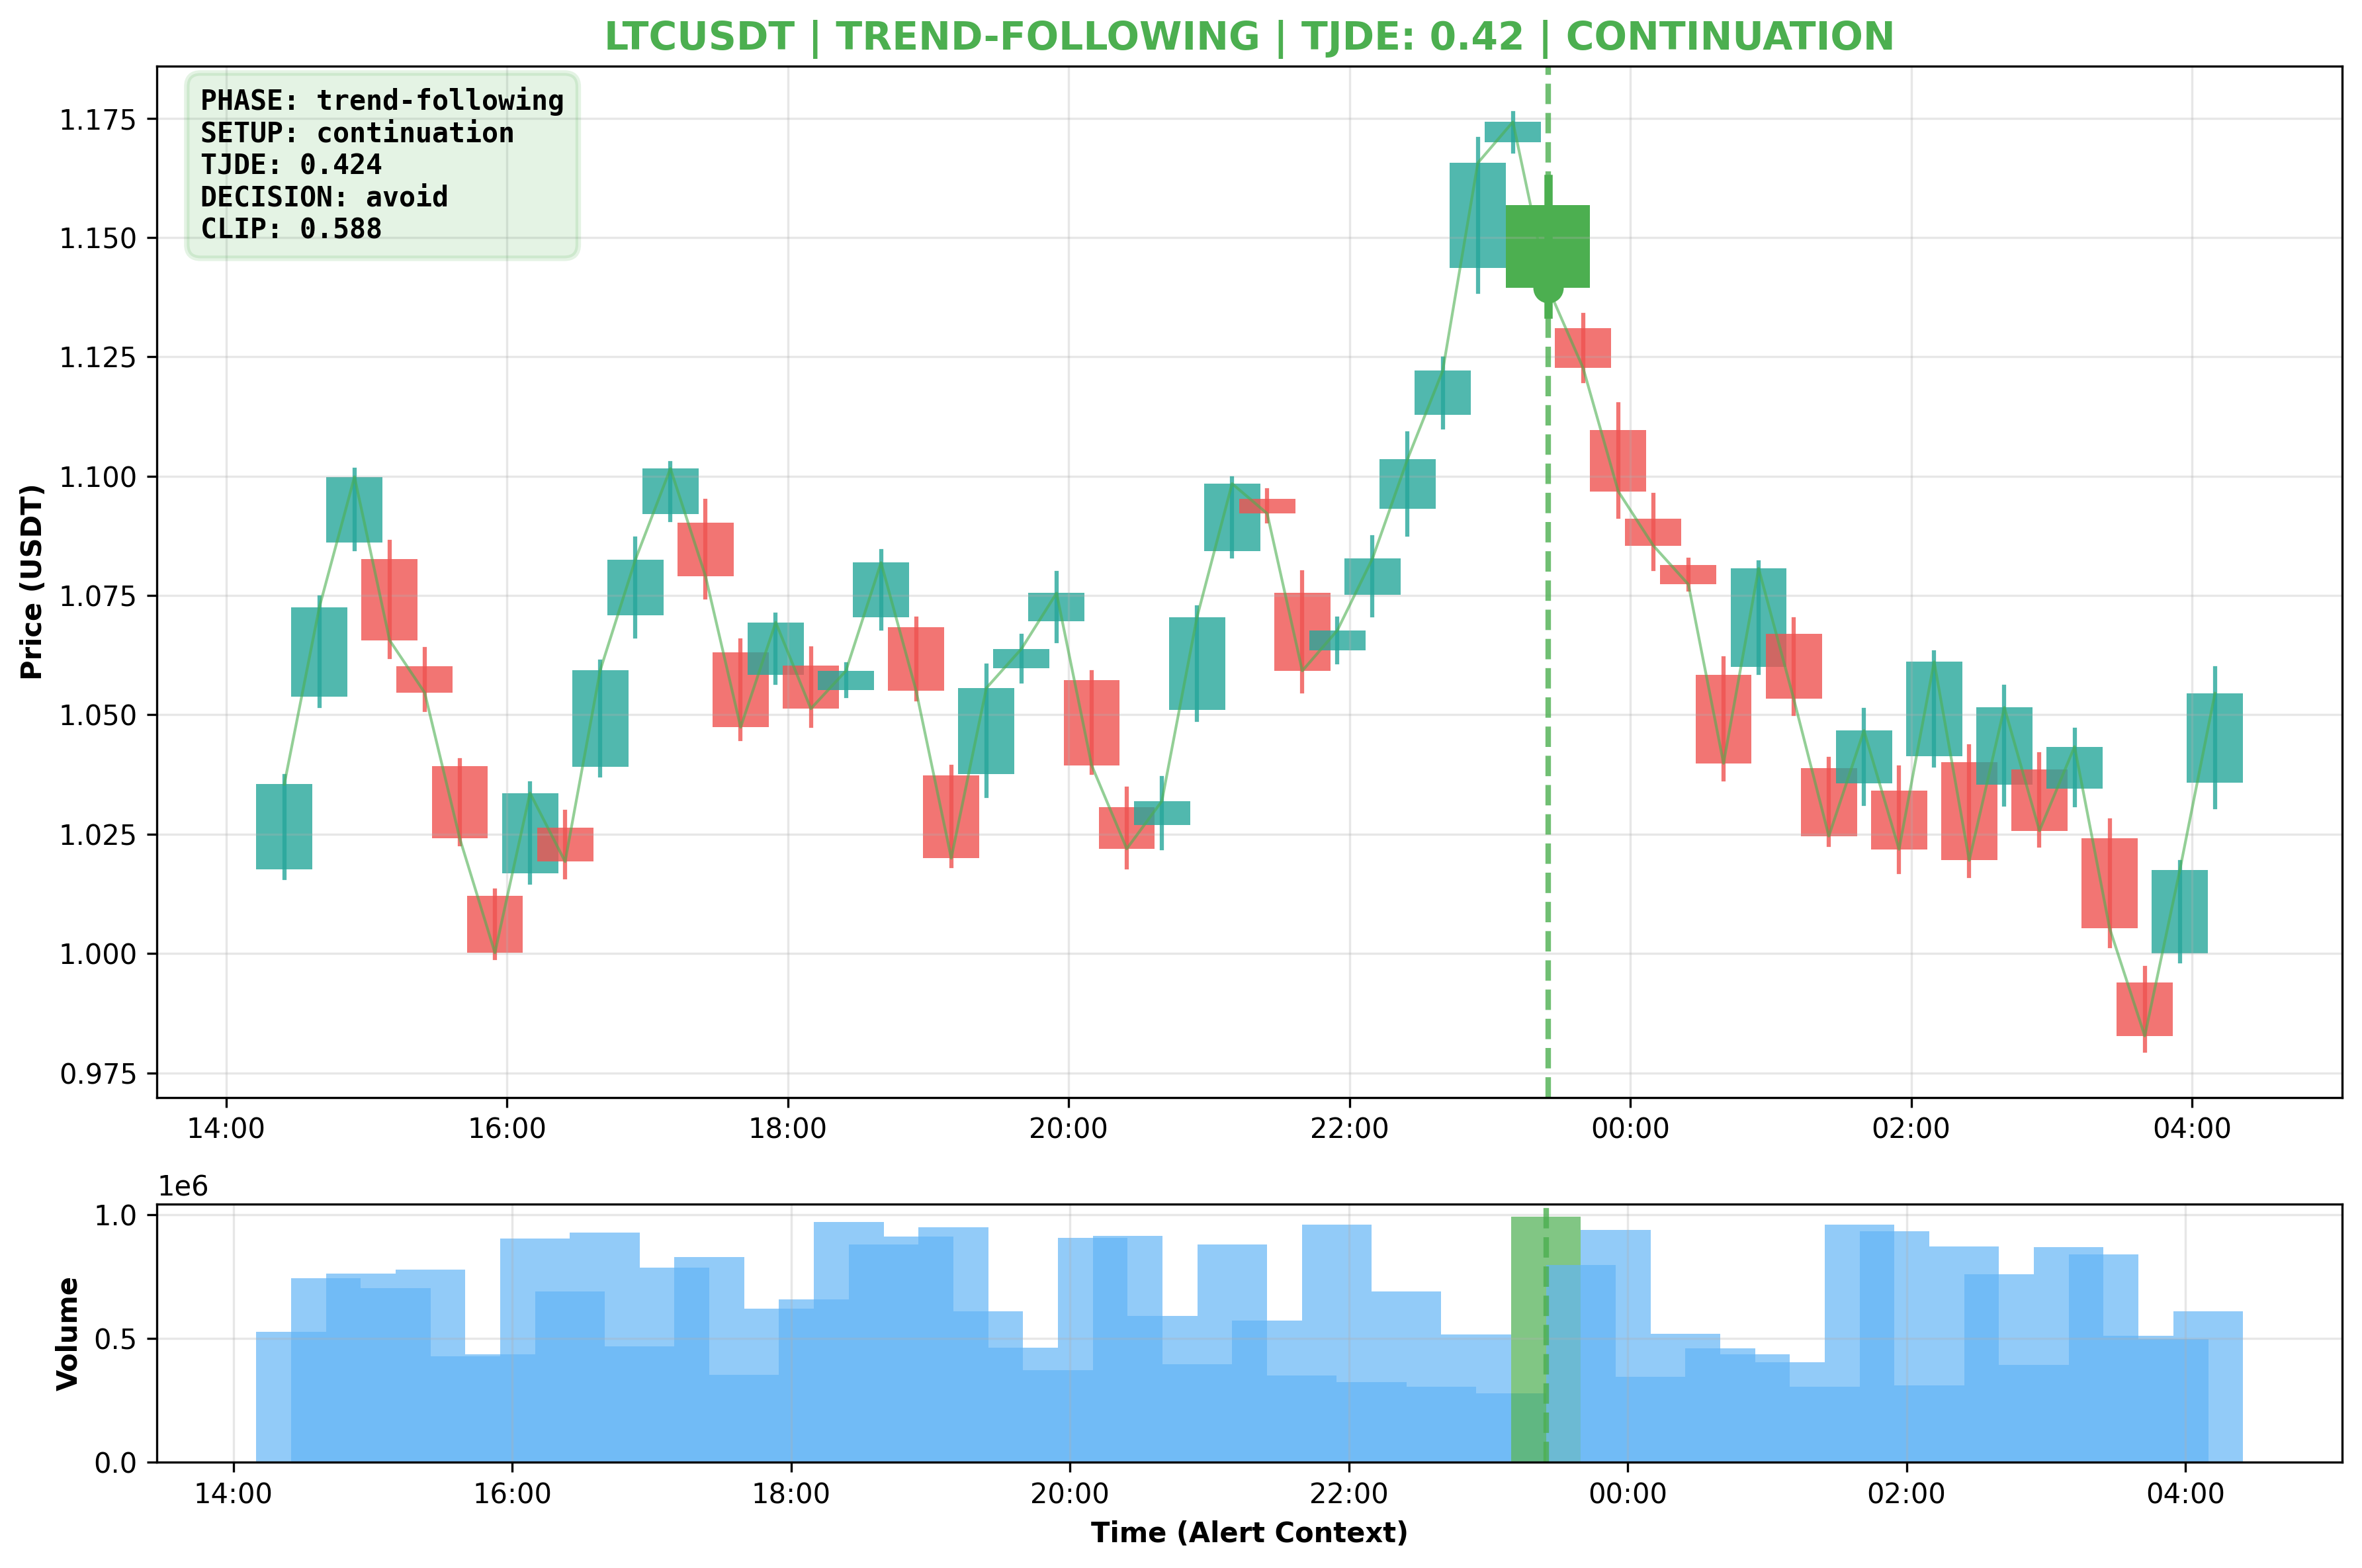 LTCUSDT | TREND-FOLLOWING | TJDE: 0.42 | CONTINUATION
PHASE: trend-following
SETUP: continuation
TJDE: 0.424
DECISION: avoid
CLIP: 0.588
Price (USDT)
1.175
1.150
1.125
1.100
1.075
1.050
1.025
1.000
0.975
14:00 16:00 18:00 20:00 22:00 00:00 02:00 04:00
1e6
Volume
1.0
0.5
0.0
14:00 16:00 18:00 20:00 22:00 00:00 02:00 04:00
Time (Alert Context)